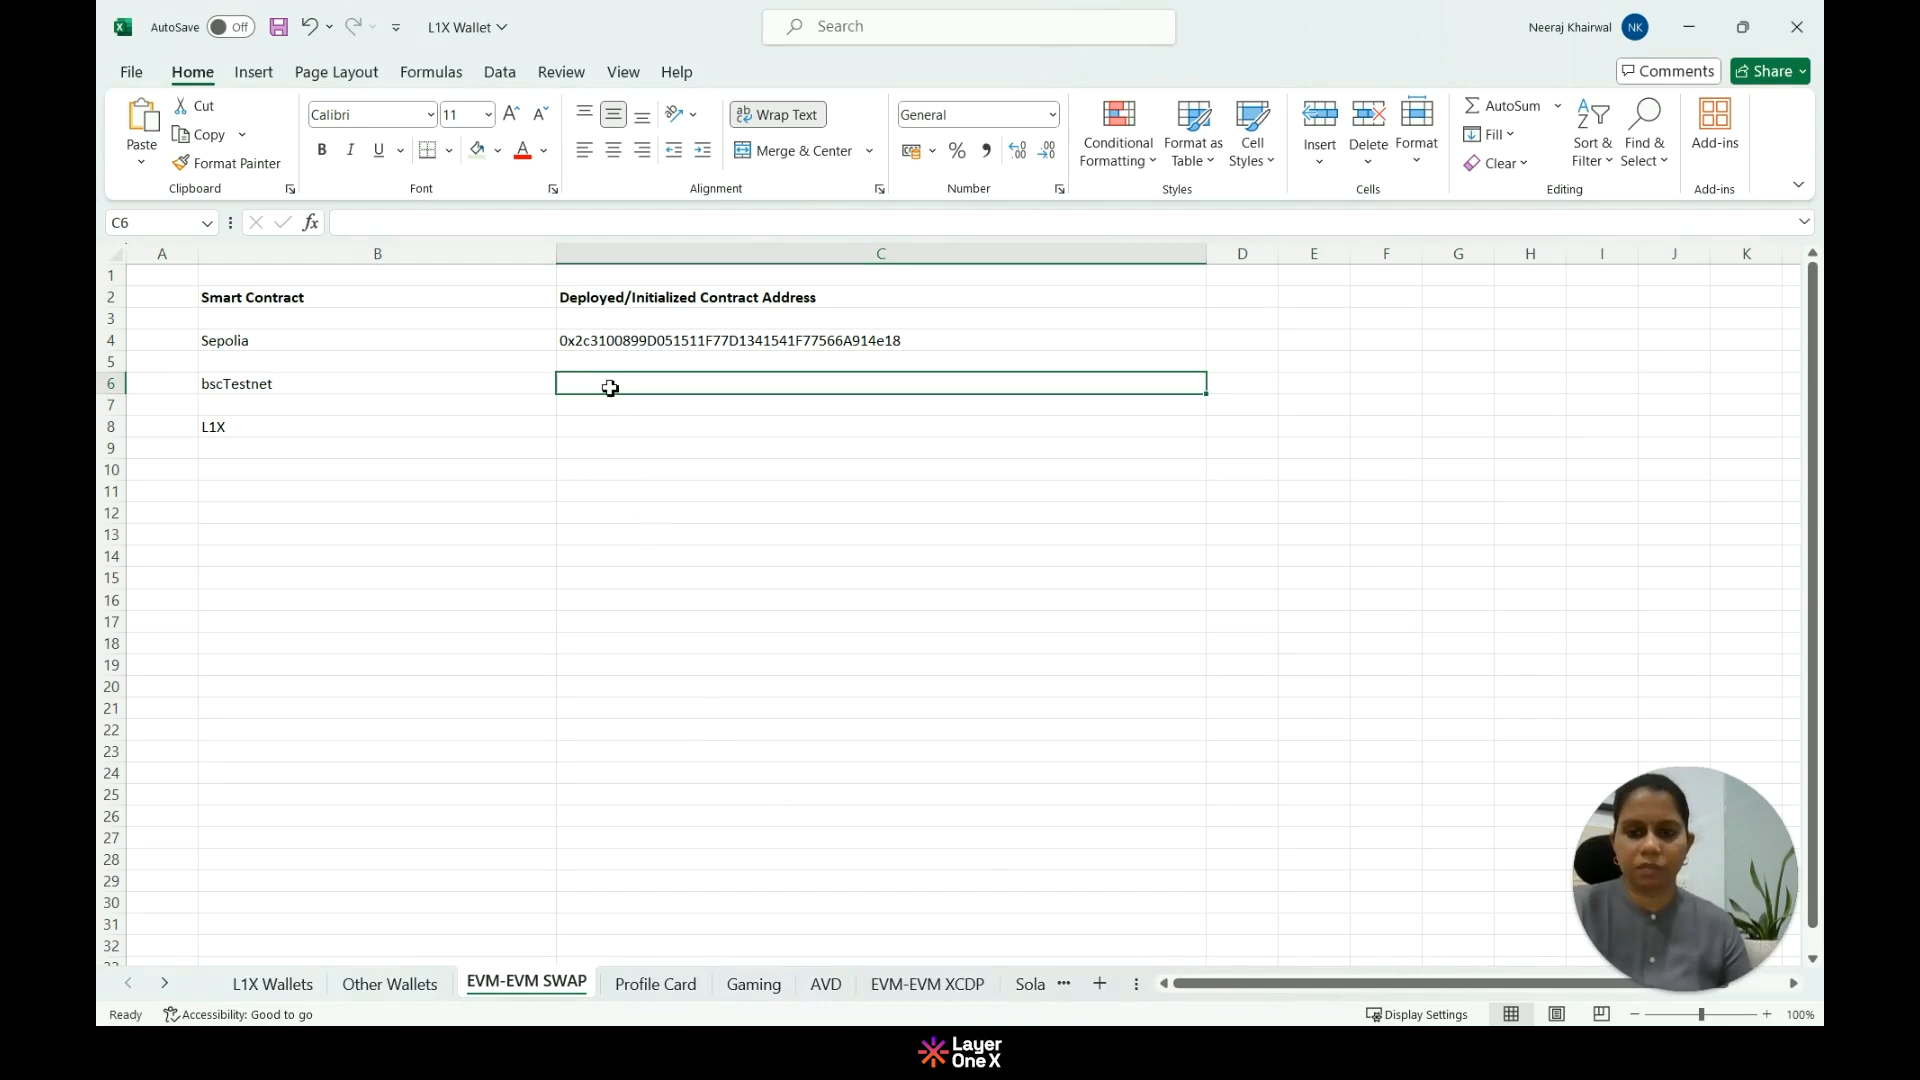 AutoSave Off L1X Wallet Search Neeraj Khairwal NK
File Home Insert Page Layout Formulas Data Review View Help Comments Share
Paste Cut Copy Format Painter Clipboard
Calibri 11 B I U A Font
ab Wrap Text Merge & Center Alignment
General % Number
Conditional Formatting Format as Table Cell Styles Styles
Insert Delete Format Cells
AutoSum Fill Clear Sort & Filter Find & Select Editing
Add-ins Add-ins
C6 fx
A B C D E F G H I J K
1
2 Smart Contract Deployed/Initialized Contract Address
3
4 Sepolia 0x2c3100899D051511F77D1341541F77566A914e18
5
6 bscTestnet
7
8 L1X
9
10
11
12
13
14
15
16
17
18
19
20
21
22
23
24
25
26
27
28
29
30
31
32
L1X Wallets Other Wallets EVM-EVM SWAP Profile Card Gaming AVD EVM-EVM XCDP Sola ••• +
Ready Accessibility: Good to go Display Settings 100%
Layer
One X